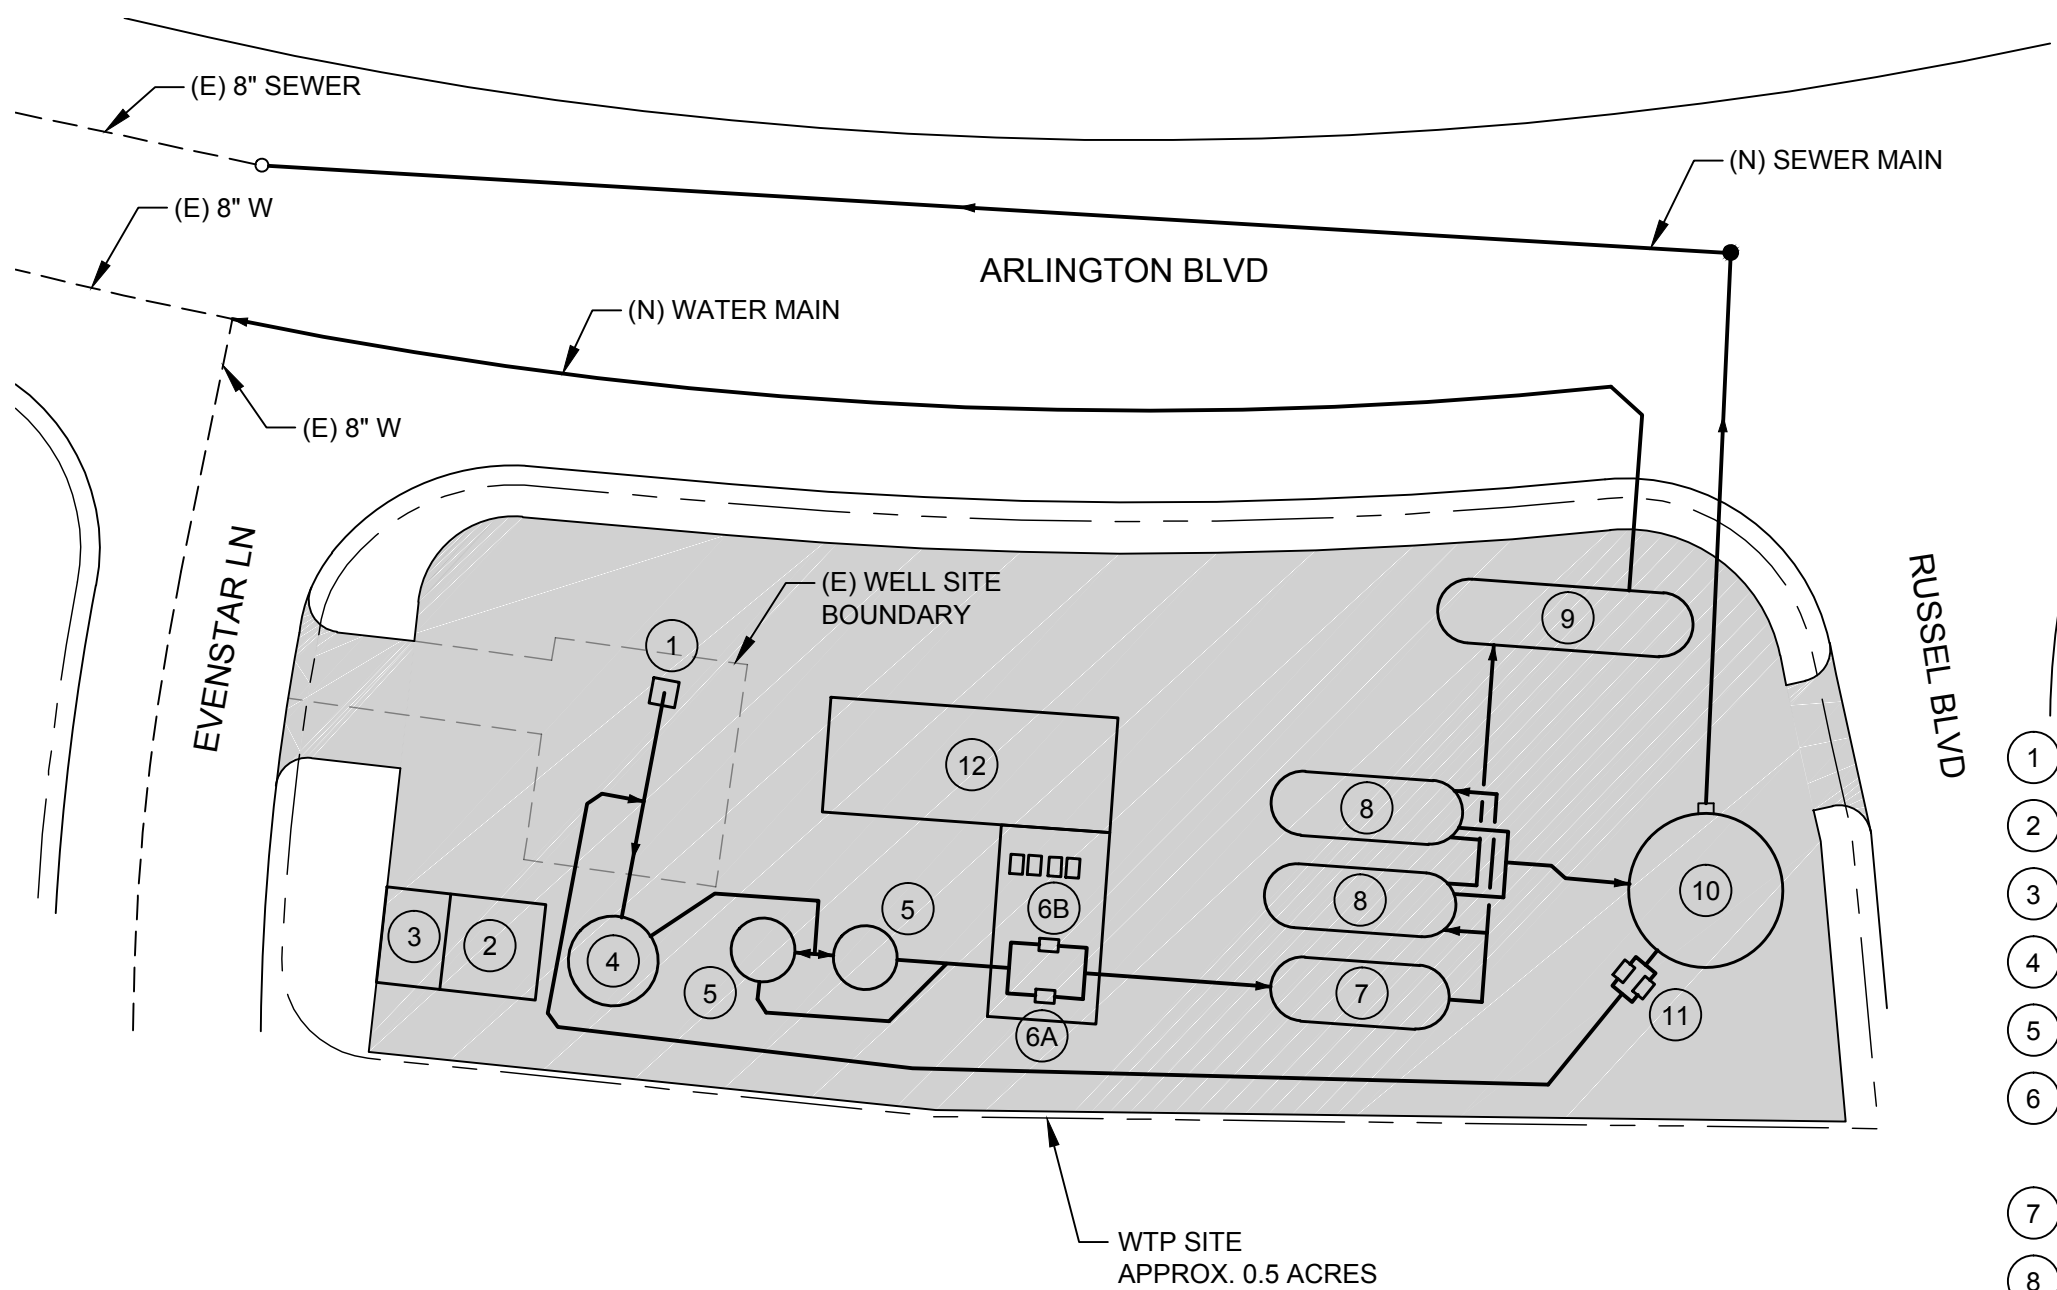 (E) 8" SEWER
(N) SEWER MAIN
(E) 8" W
ARLINGTON BLVD
(N) WATER MAIN
(E) 8" W
EVENSTAR LN
(E) WELL SITE
BOUNDARY
RUSSEL BLVD
1
9
12
8
8
10
5
6B
3
2
4
5
7
11
6A
WTP SITE
APPROX. 0.5 ACRES
1
2
3
4
5
6
7
8